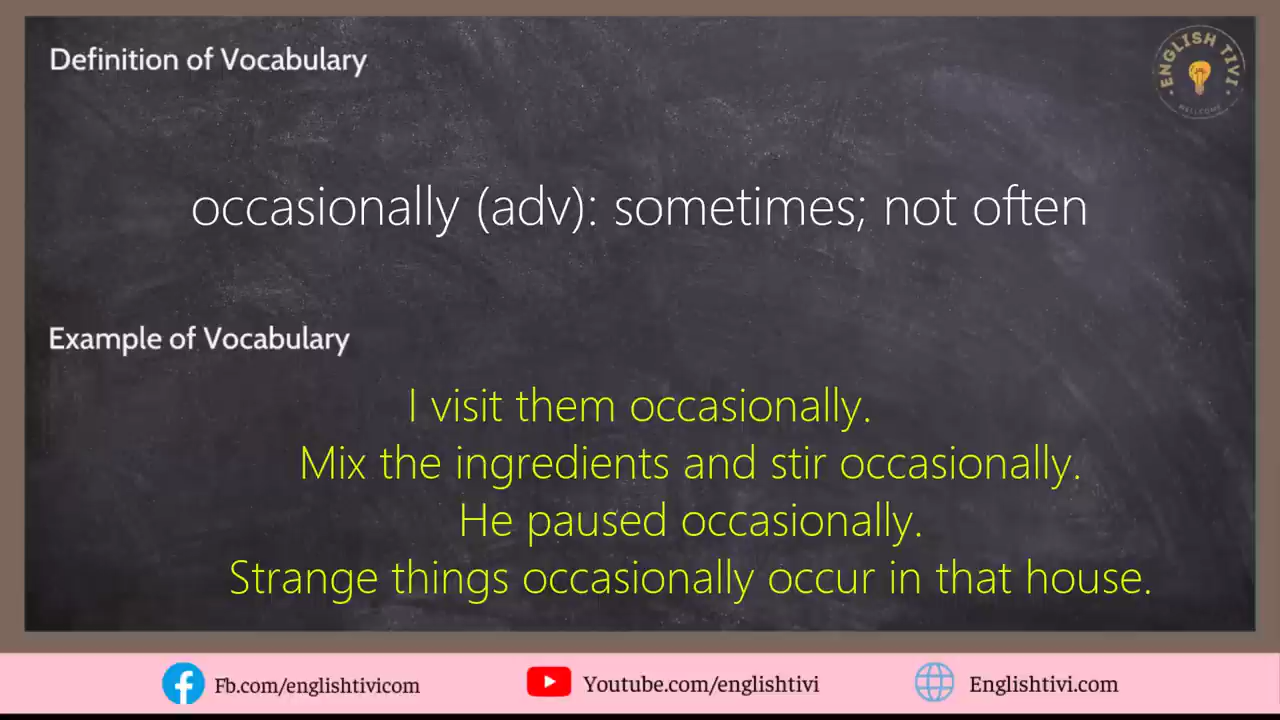 Definition of Vocabulary
ENGLISH TIVI
WELLCOME
occasionally (adv): sometimes; not often
Example of Vocabulary
I visit them occasionally.
Mix the ingredients and stir occasionally.
He paused occasionally.
Strange things occasionally occur in that house.
Fb.com/englishtivicom
Youtube.com/englishtivi
Englishtivi.com